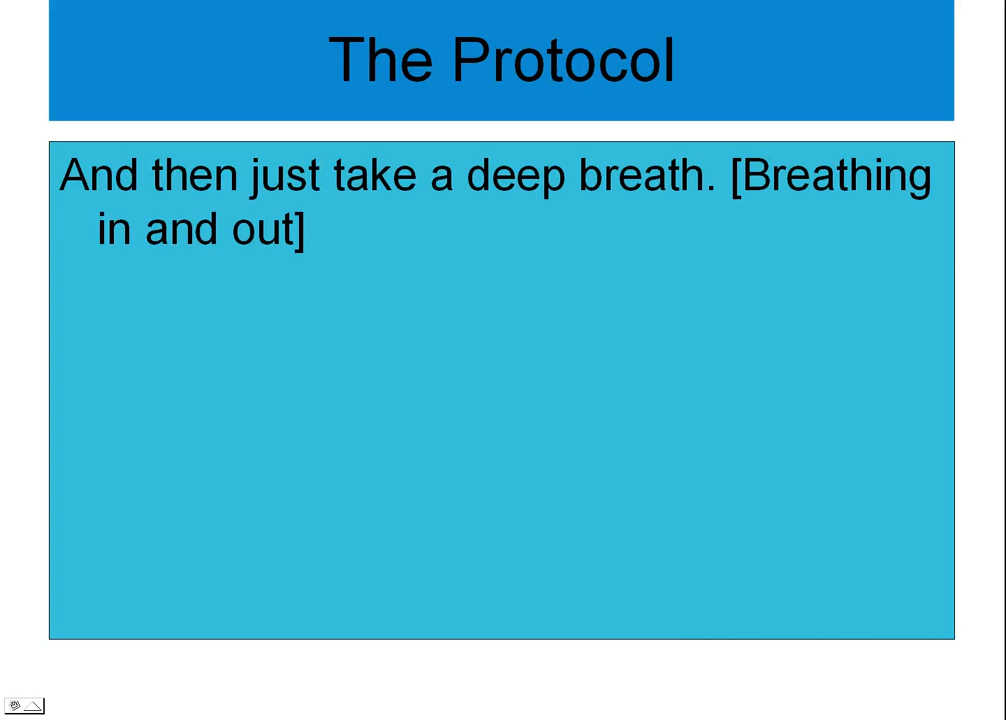 The Protocol
And then just take a deep breath. [Breathing
in and out]